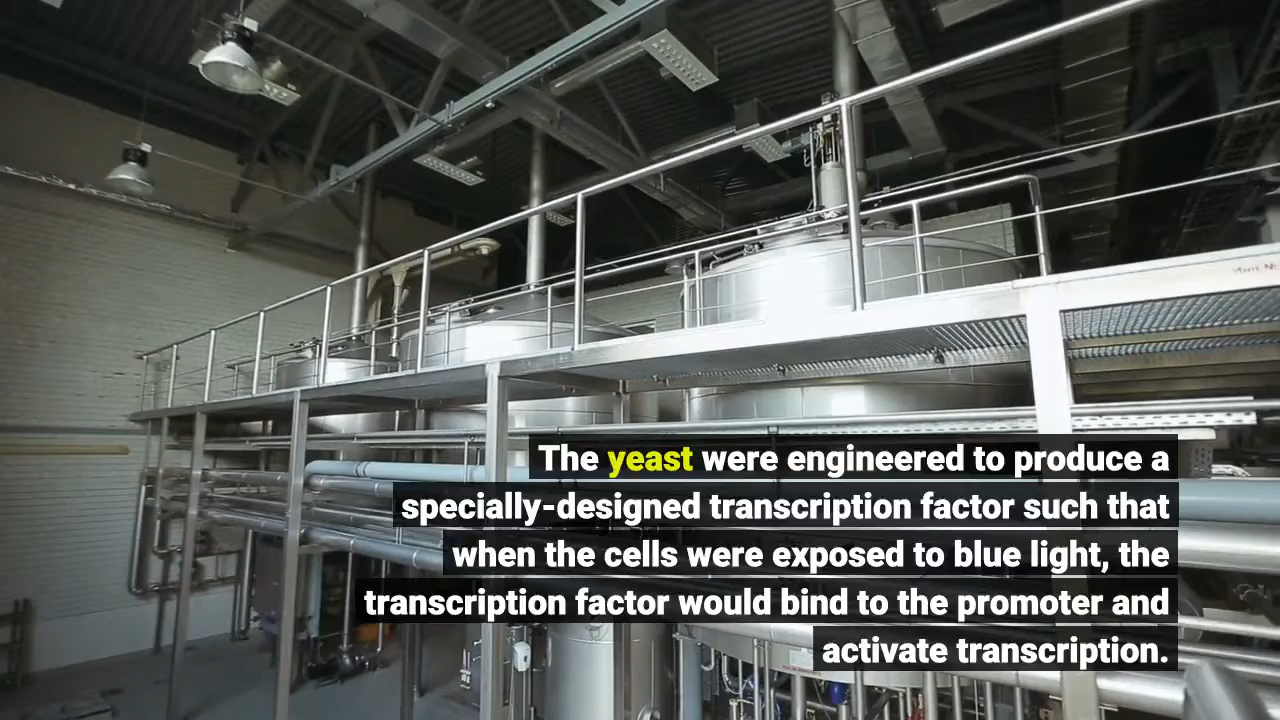 The yeast were engineered to produce a
specially-designed transcription factor such that
when the cells were exposed to blue light, the
transcription factor would bind to the promoter and
activate transcription.